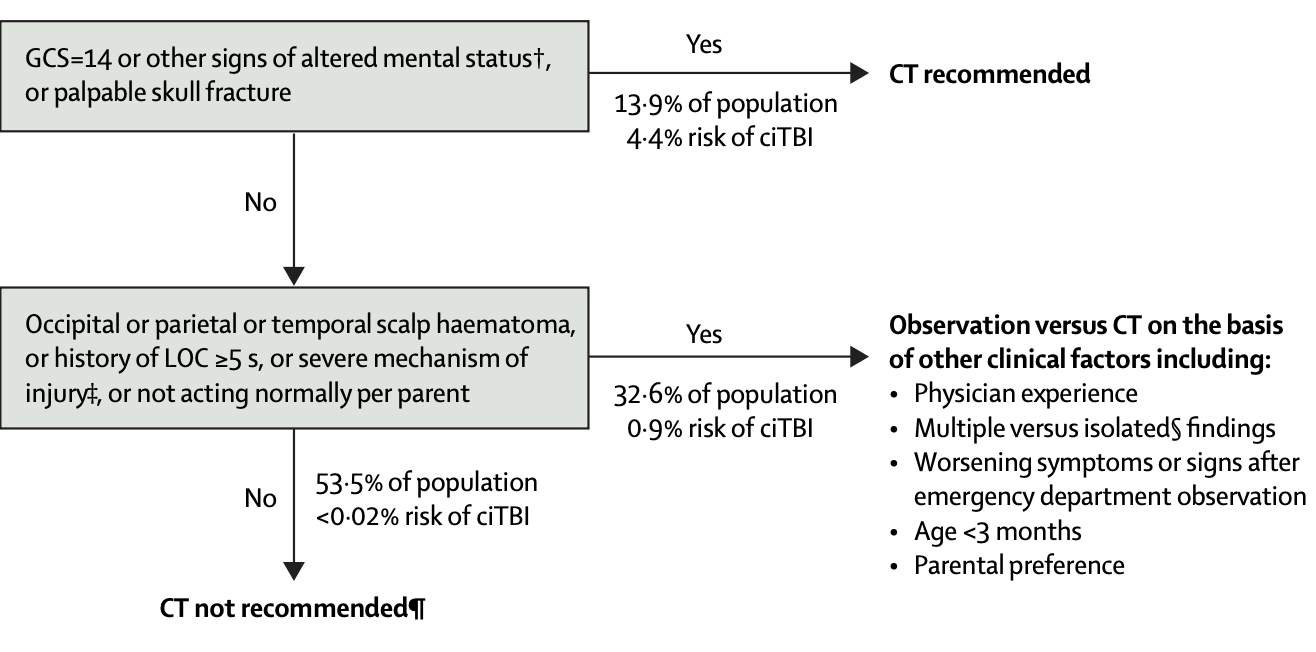 GCS=14 or other signs of altered mental status†,
or palpable skull fracture
Yes
13·9% of population
4·4% risk of ciTBI
CT recommended
No
Occipital or parietal or temporal scalp haematoma,
or history of LOC ≥5 s, or severe mechanism of
injury‡, or not acting normally per parent
Yes
32·6% of population
0·9% risk of ciTBI
Observation versus CT on the basis
of other clinical factors including:
• Physician experience
• Multiple versus isolated§ findings
• Worsening symptoms or signs after
emergency department observation
• Age <3 months
• Parental preference
No
53·5% of population
<0·02% risk of ciTBI
CT not recommended¶